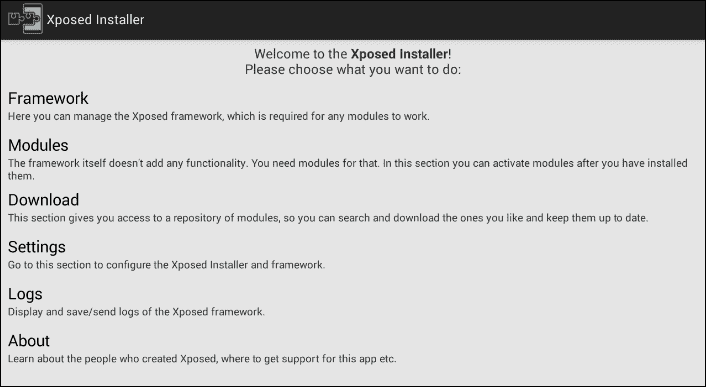 Xposed Installer
Welcome to the Xposed Installer!
Please choose what you want to do:
Framework
Here you can manage the Xposed framework, which is required for any modules to work.
Modules
The framework itself doesn't add any functionality. You need modules for that. In this section you can activate modules after you have installed
them.
Download
This section gives you access to a repository of modules, so you can search and download the ones you like and keep them up to date.
Settings
Go to this section to configure the Xposed Installer and framework.
Logs
Display and save/send logs of the Xposed framework.
About
Learn about the people who created Xposed, where to get support for this app etc.